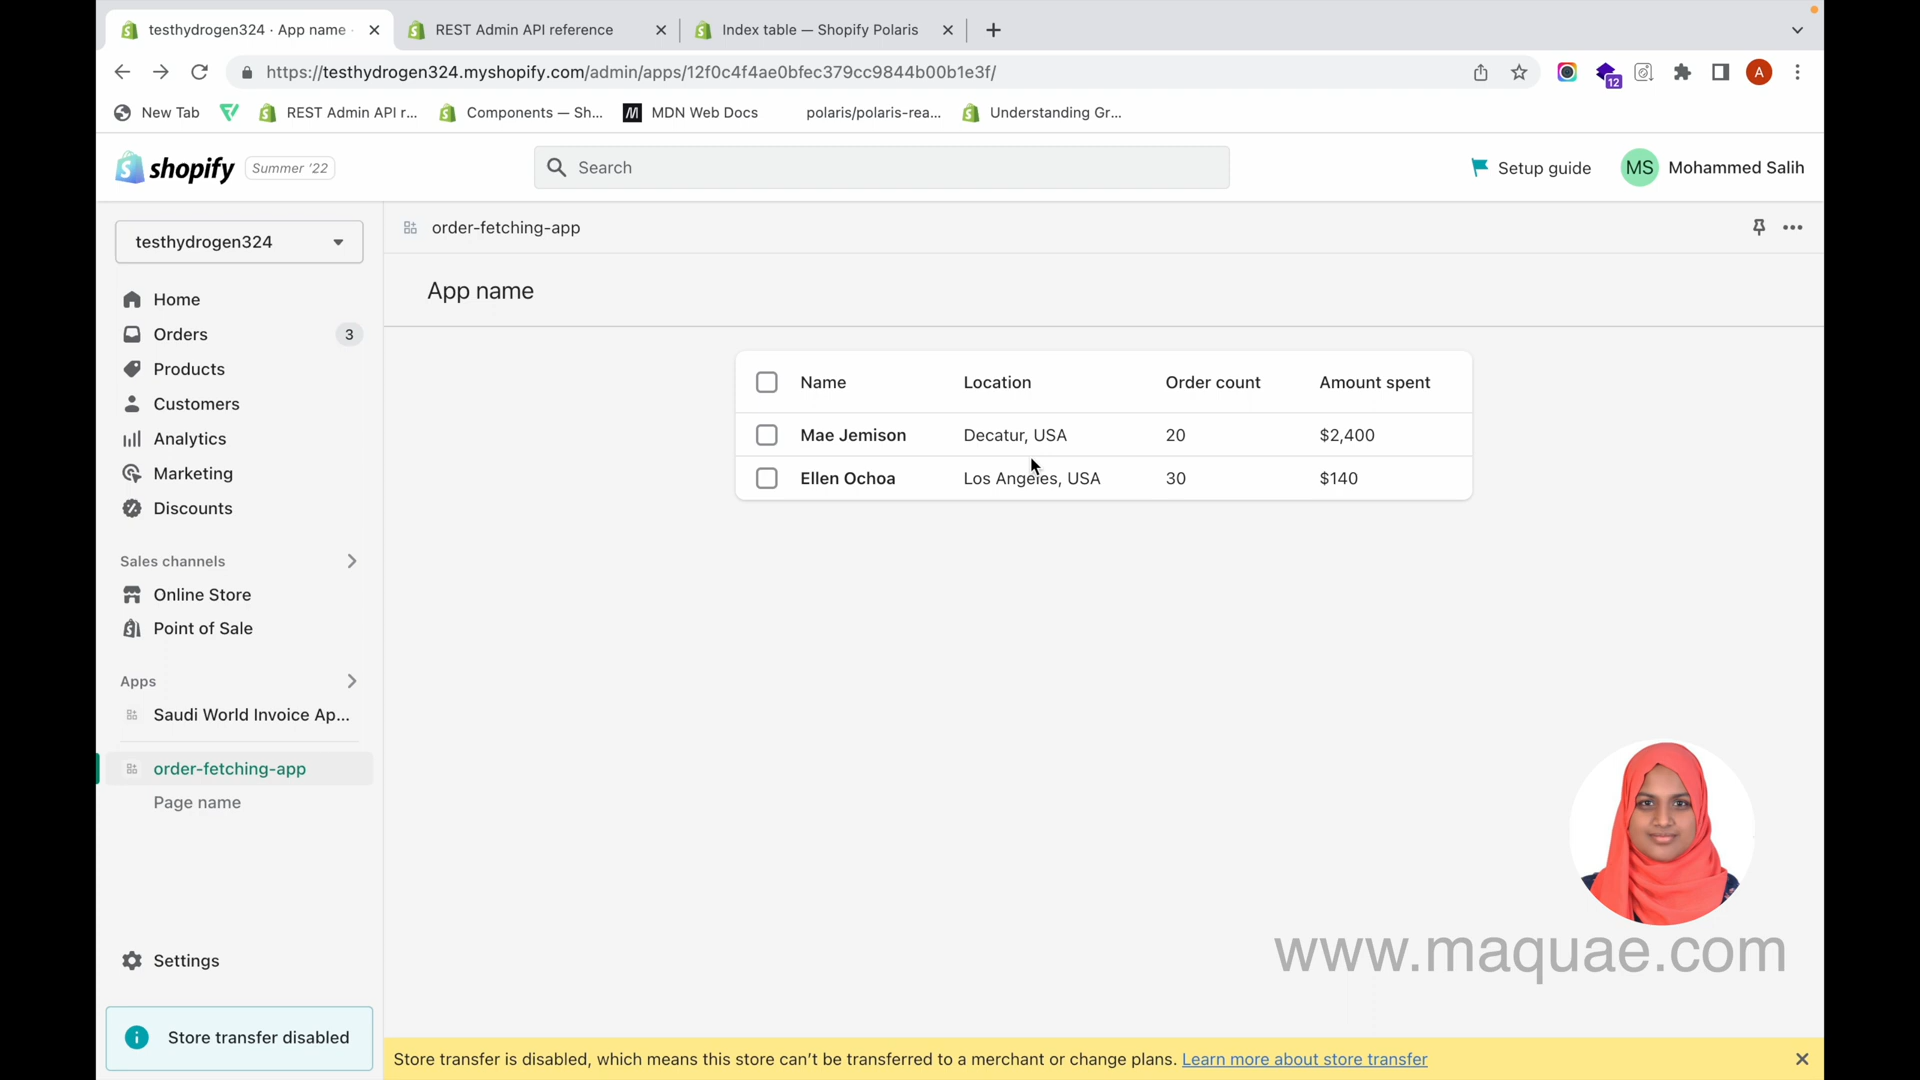 testhydrogen324 · App name ·
REST Admin API reference
Index table — Shopify Polaris
https://testhydrogen324.myshopify.com/admin/apps/12f0c4f4ae0bfec379cc9844b00b1e3f/
12
A
New Tab
REST Admin API r...
Components — Sh...
M
MDN Web Docs
polaris/polaris-rea...
Understanding Gr...
shopify
Summer ‘22
Search
Setup guide
MS
Mohammed Salih
testhydrogen324
order-fetching-app
App name
Home
Orders
3
Products
Customers
Analytics
Marketing
Discounts
Sales channels
Online Store
Point of Sale
Apps
Saudi World Invoice Ap...
order-fetching-app
Page name
Settings
Store transfer disabled
Name Location Order count Amount spent
Mae Jemison Decatur, USA 20 $2,400
Ellen Ochoa Los Angeles, USA 30 $140
www.maquae.com
Store transfer is disabled, which means this store can’t be transferred to a merchant or change plans. Learn more about store transfer